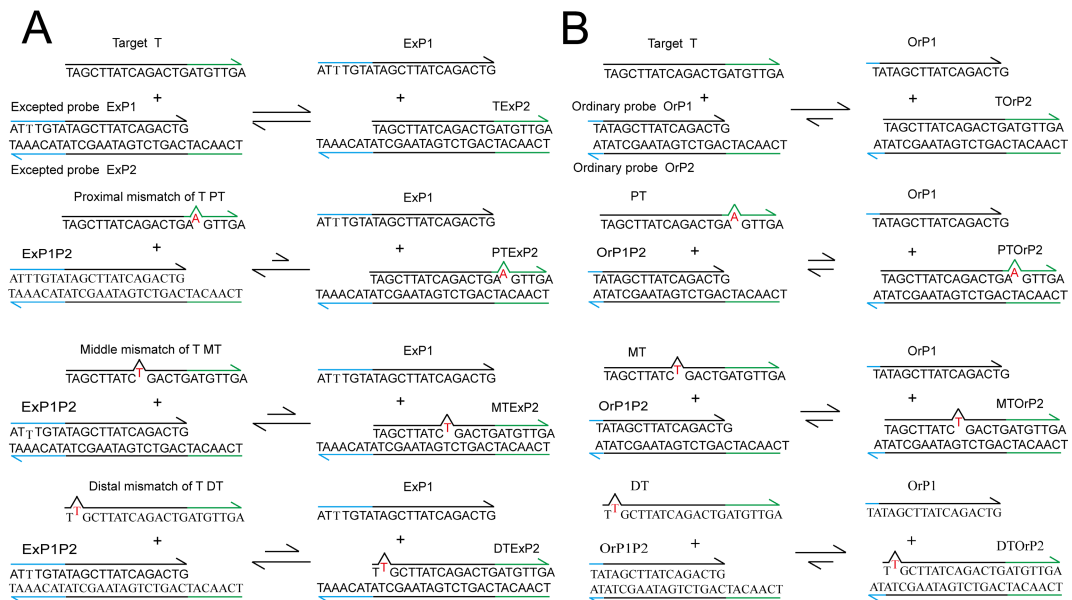 A
Target T
TAGCTTATCAGACTGATGTTGA
+
Excepted probe ExP1
ATTTGTATAGCTTATCAGACTG
TAAACATATCGAATAGTCTGACTACAACT
Excepted probe ExP2
ExP1
ATTTGTATAGCTTATCAGACTG
+
TExP2
TAGCTTATCAGACTGATGTTGA
TAAACATATCGAATAGTCTGACTACAACT
Proximal mismatch of T PT
TAGCTTATCAGACTGA A GTTGA
+
ExP1P2
ATTTGTATAGCTTATCAGACTG
TAAACATATCGAATAGTCTGACTACAACT
ExP1
ATTTGTATAGCTTATCAGACTG
+
PTExP2
TAGCTTATCAGACTGA A GTTGA
TAAACATATCGAATAGTCTGACTACAACT
Middle mismatch of T MT
TAGCTTATC T GACTGATGTTGA
+
ExP1P2
ATTTGTATAGCTTATCAGACTG
TAAACATATCGAATAGTCTGACTACAACT
ExP1
ATTTGTATAGCTTATCAGACTG
+
MTExP2
TAGCTTATC T GACTGATGTTGA
TAAACATATCGAATAGTCTGACTACAACT
Distal mismatch of T DT
T T GCTTATCAGACTGATGTTGA
+
ExP1P2
ATTTGTATAGCTTATCAGACTG
TAAACATATCGAATAGTCTGACTACAACT
ExP1
ATTTGTATAGCTTATCAGACTG
+
DTExP2
T T GCTTATCAGACTGATGTTGA
TAAACATATCGAATAGTCTGACTACAACT
B
Target T
TAGCTTATCAGACTGATGTTGA
+
Ordinary probe OrP1
TATAGCTTATCAGACTG
ATATCGAATAGTCTGACTACAACT
Ordinary probe OrP2
OrP1
TATAGCTTATCAGACTG
+
TOrP2
TAGCTTATCAGACTGATGTTGA
ATATCGAATAGTCTGACTACAACT
PT
TAGCTTATCAGACTGA A GTTGA
+
OrP1P2
TATAGCTTATCAGACTG
ATATCGAATAGTCTGACTACAACT
OrP1
TATAGCTTATCAGACTG
+
PTOrP2
TAGCTTATCAGACTGA A GTTGA
ATATCGAATAGTCTGACTACAACT
MT
TAGCTTATC T GACTGATGTTGA
+
OrP1P2
TATAGCTTATCAGACTG
ATATCGAATAGTCTGACTACAACT
OrP1
TATAGCTTATCAGACTG
+
MTOrP2
TAGCTTATC T GACTGATGTTGA
ATATCGAATAGTCTGACTACAACT
DT
T T GCTTATCAGACTGATGTTGA
+
OrP1P2
TATAGCTTATCAGACTG
ATATCGAATAGTCTGACTACAACT
OrP1
TATAGCTTATCAGACTG
+
DTOrP2
T T GCTTATCAGACTGATGTTGA
ATATCGAATAGTCTGACTACAACT